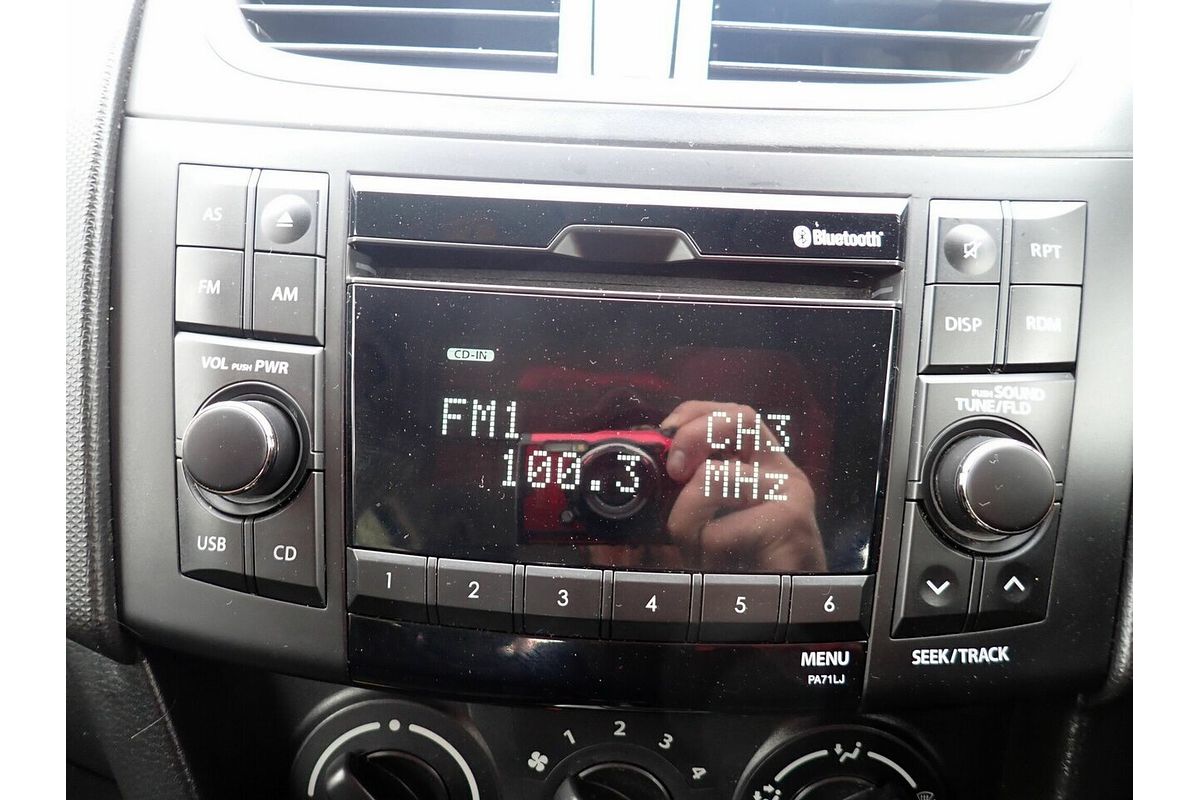 AS
FM
AM
VOL PUSH PWR
USB
CD
Bluetooth
CD-IN
FM1 CH3
100.3 MHz
1 2 3 4 5 6
MENU
PA71LJ
RPT
DISP
RDM
PUSH SOUND
TUNE/FLD
SEEK/TRACK
1 2 3 4